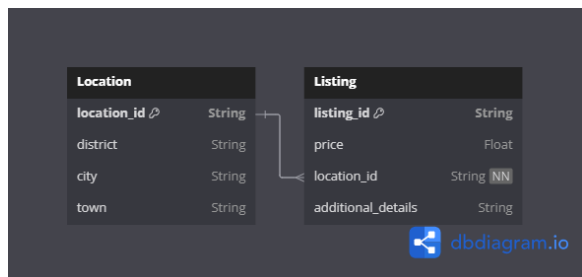 Location
location_id String
district String
city String
town String
Listing
listing_id String
price Float
location_id String NN
additional_details String
dbdiagram.io